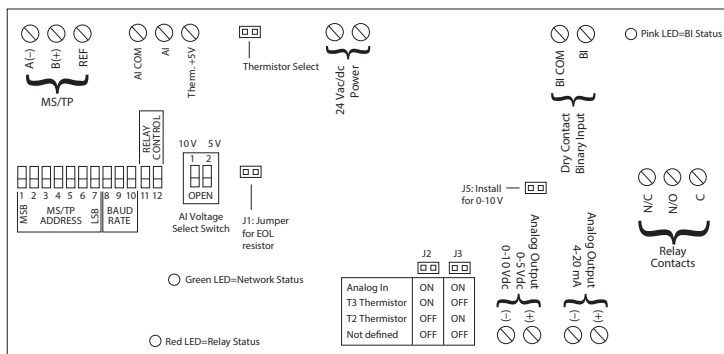 A(–)
B(+)
REF
MS/TP
AI COM
AI
Therm. +5V
Thermistor Select
24 Vac/dc
Power
BI COM
BI
Dry Contact
Binary Input
Pink LED=BI Status
RELAY
CONTROL
1 2 3 4 5 6 7 8 9 10 11 12
MSB
MS/TP
ADDRESS
LSB
BAUD
RATE
10 V 5 V
1 2
OPEN
AI Voltage
Select Switch
J1: Jumper
for EOL
resistor
J5: Install
for 0-10 V
N/C
N/O
C
Relay
Contacts
Green LED=Network Status
Red LED=Relay Status
J2 J3
Analog In ON ON
T3 Thermistor ON OFF
T2 Thermistor OFF ON
Not defined OFF OFF
Analog Output
0-5 Vdc
0-10 Vdc
(–)
(+)
Analog Output
4-20 mA
(–)
(+)